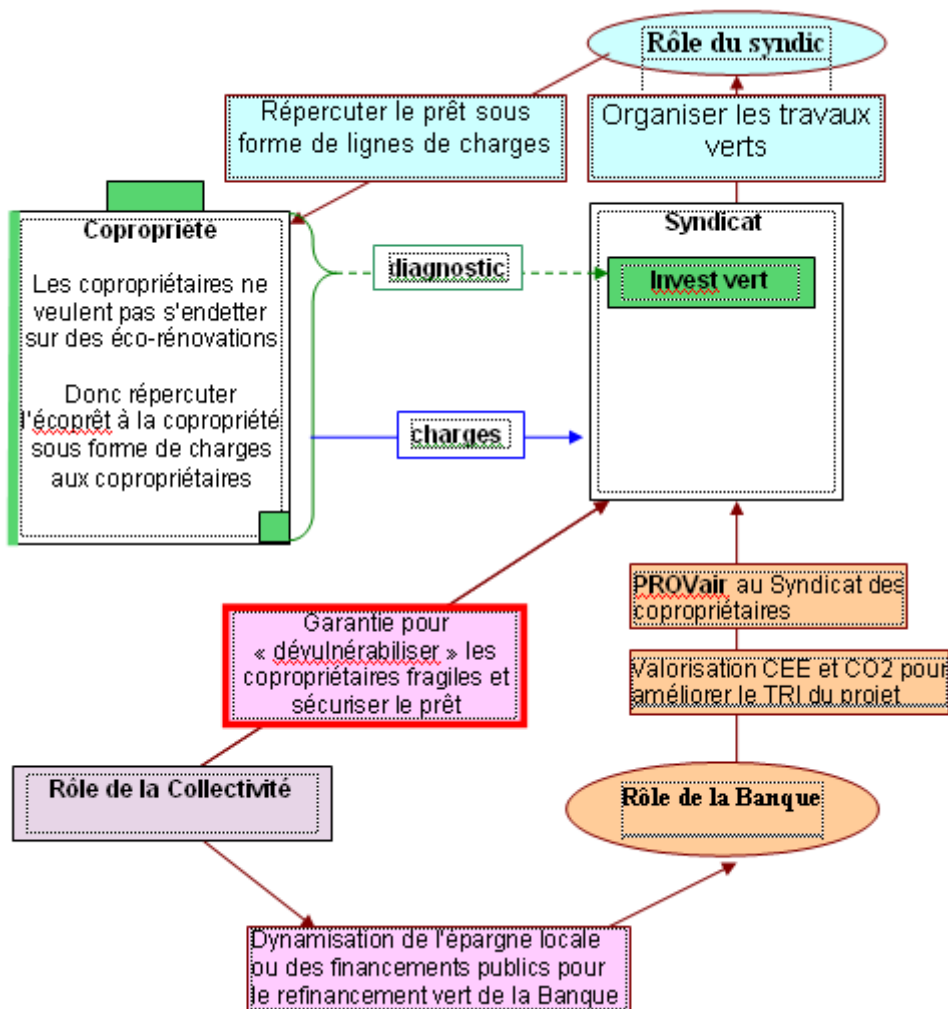 Rôle du syndic
Répercuter le prêt sous
forme de lignes de charges
Organiser les travaux
verts
Copropriété
Les copropriétaires ne
veulent pas s'endetter
sur des éco-rénovations
Donc répercuter
l'écoprêt à la copropriété
sous forme de charges
aux copropriétaires
diagnostic
charges
Syndicat
Invest vert
Garantie pour
« dévulnérabiliser » les
copropriétaires fragiles et
sécuriser le prêt
PROVair au Syndicat des
copropriétaires
Valorisation CEE et CO2 pour
améliorer le TRI du projet
Rôle de la Collectivité
Rôle de la Banque
Dynamisation de l'épargne locale
ou des financements publics pour
le refinancement vert de la Banque